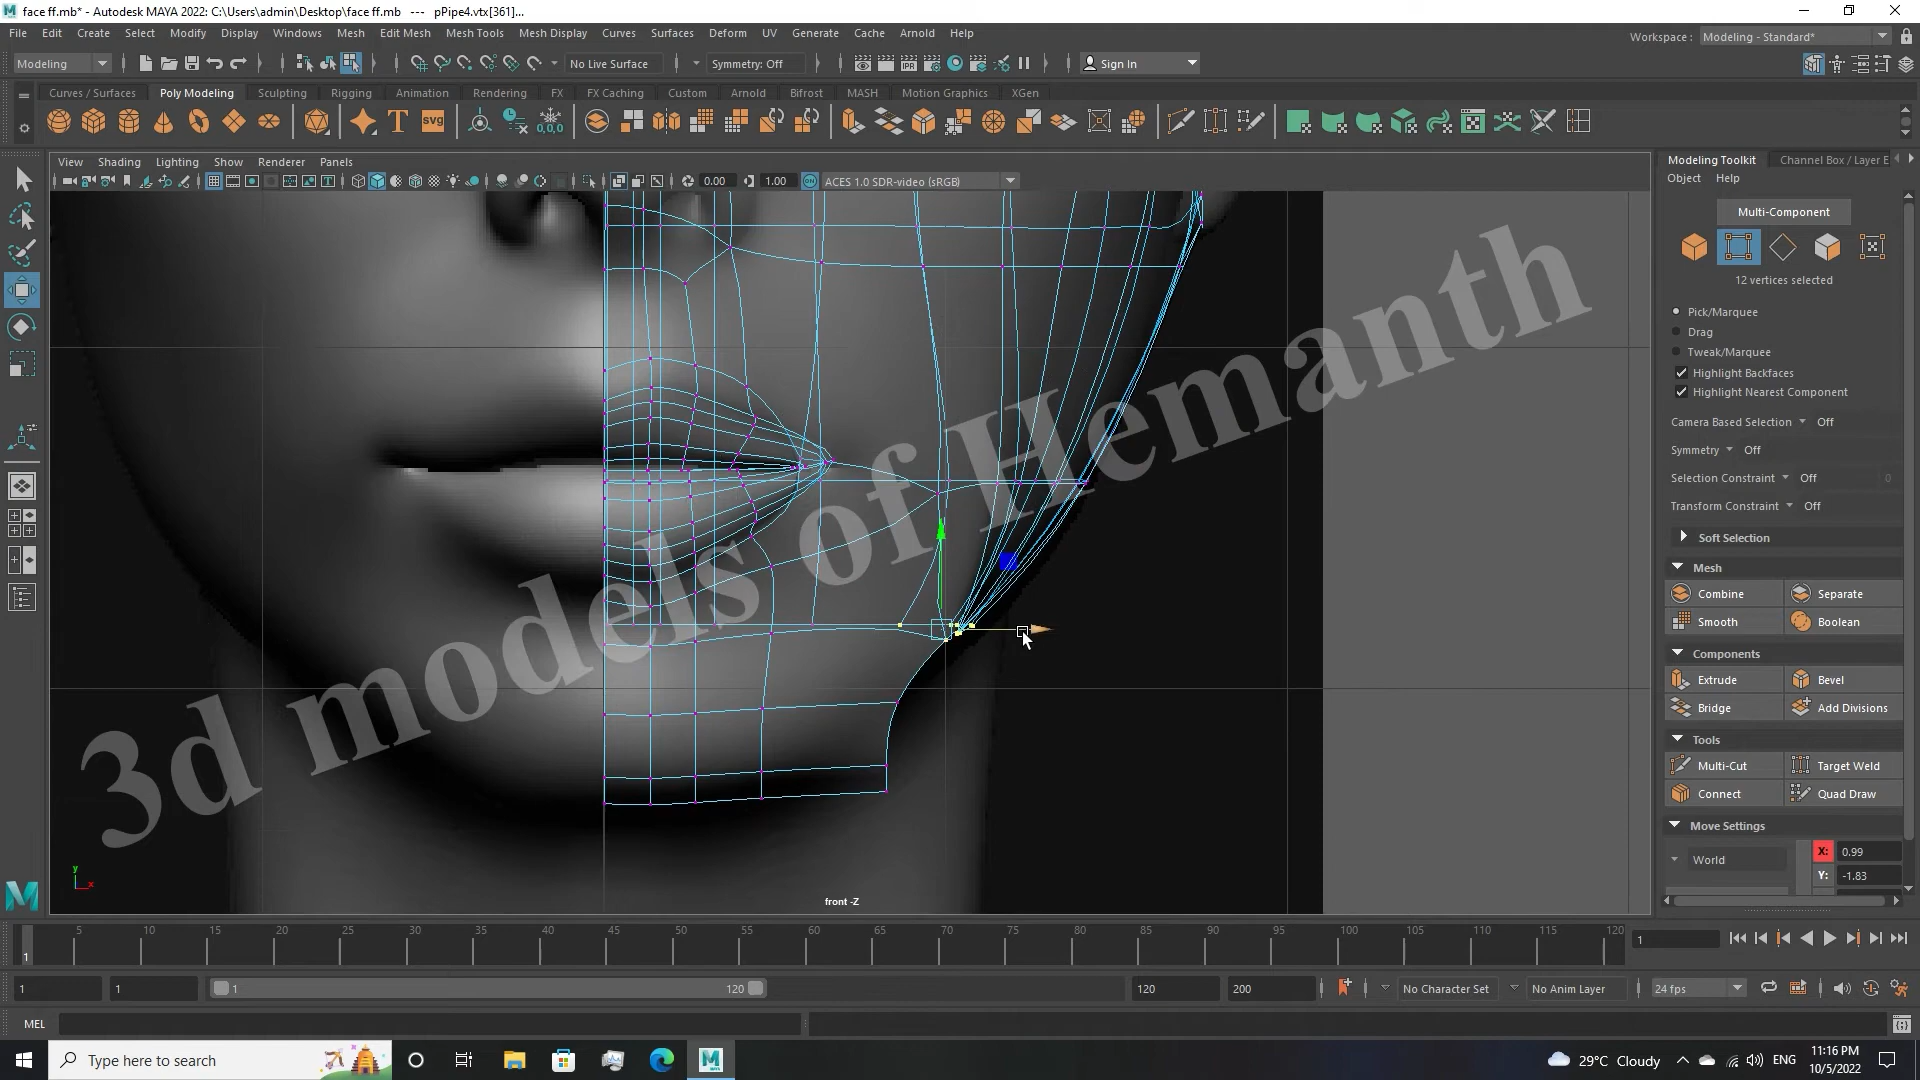 face ff.mb* - Autodesk MAYA 2022: C:\Users\admin\Desktop\face ff.mb   ---   pPipe4.vtx[361]...
File Edit Create Select Modify Display Windows Mesh Edit Mesh Mesh Tools Mesh Display Curves Surfaces Deform UV Generate Cache Arnold Help
Workspace : Modeling - Standard*
Modeling No Live Surface Symmetry: Off Sign In
Curves / Surfaces Poly Modeling Sculpting Rigging Animation Rendering FX FX Caching Custom Arnold Bifrost MASH Motion Graphics XGen
View Shading Lighting Show Renderer Panels
0.00 1.00 ACES 1.0 SDR-video (sRGB)
3d models of Hemanth
front -Z
Modeling Toolkit Channel Box / Layer E
Object Help
Multi-Component
12 vertices selected
Pick/Marquee
Drag
Tweak/Marquee
Highlight Backfaces
Highlight Nearest Component
Camera Based Selection Off
Symmetry Off
Selection Constraint Off 0
Transform Constraint Off
Soft Selection
Mesh
Combine Separate
Smooth Boolean
Components
Extrude Bevel
Bridge Add Divisions
Tools
Multi-Cut Target Weld
Connect Quad Draw
Move Settings
World X: 0.99
Y: -1.83
5 10 15 20 25 30 35 40 45 50 55 60 65 70 75 80 85 90 95 100 105 110 115 120
1 1
1 1 1 120 120 200 No Character Set No Anim Layer 24 fps
MEL
Type here to search
29°C Cloudy ENG 11:16 PM
10/5/2022